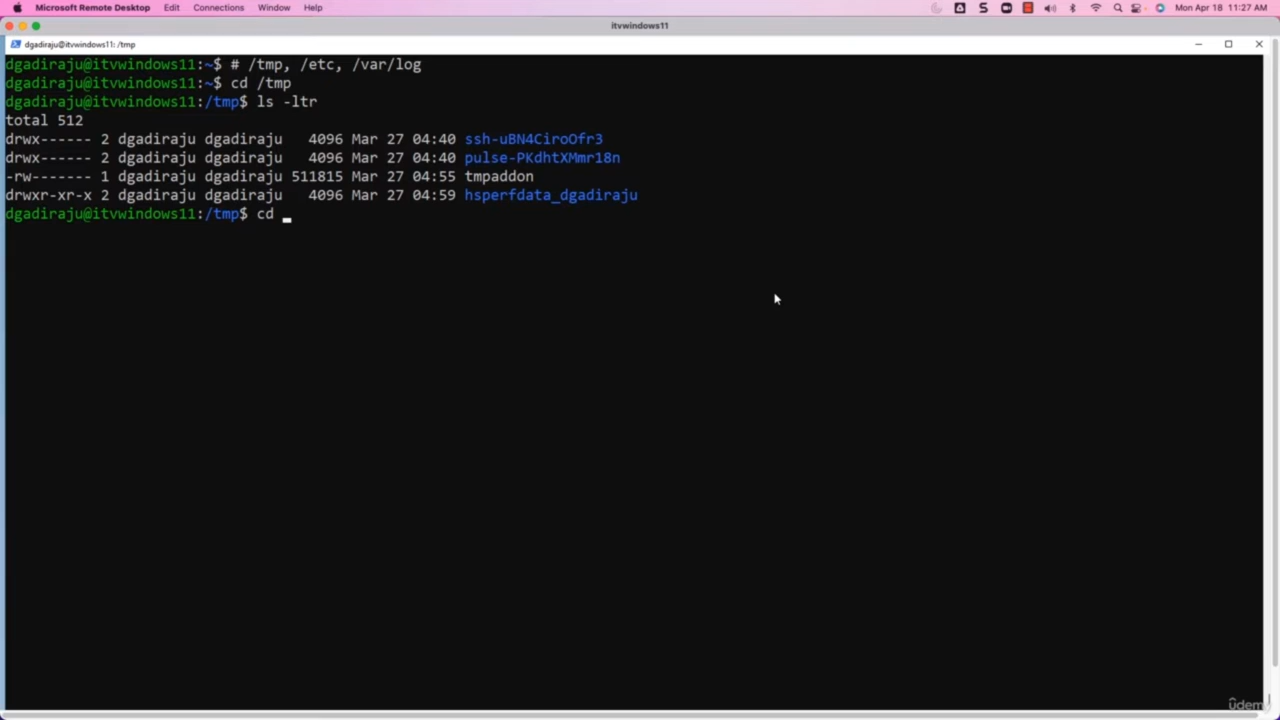 Microsoft Remote Desktop Edit Connections Window Help Mon Apr 18 11:27 AM
itvwindows11
dgadiraju@itvwindows11: /tmp
dgadiraju@itvwindows11:~$ # /tmp, /etc, /var/log
dgadiraju@itvwindows11:~$ cd /tmp
dgadiraju@itvwindows11:/tmp$ ls -ltr
total 512
drwx------ 2 dgadiraju dgadiraju   4096 Mar 27 04:40 ssh-uBN4CiroOfr3
drwx------ 2 dgadiraju dgadiraju   4096 Mar 27 04:40 pulse-PKdhtXMmr18n
-rw------- 1 dgadiraju dgadiraju 511815 Mar 27 04:55 tmpaddon
drwxr-xr-x 2 dgadiraju dgadiraju   4096 Mar 27 04:59 hsperfdata_dgadiraju
dgadiraju@itvwindows11:/tmp$ cd _
ûdemy